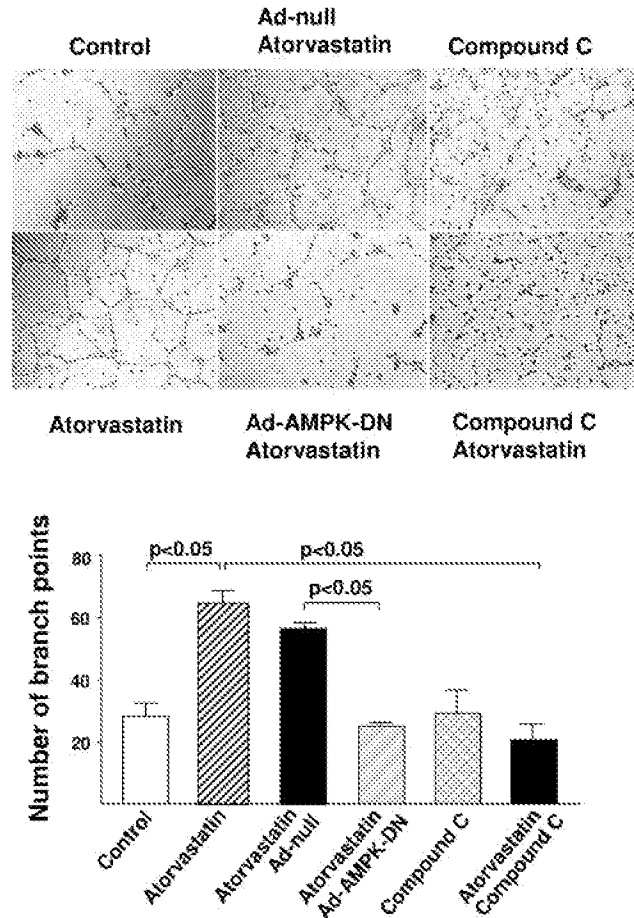 Control
Ad-null
Atorvastatin
Compound C
Atorvastatin
Ad-AMPK-DN
Atorvastatin
Compound C
Atorvastatin
Number of branch points
80
60
40
20
p<0.05
p<0.05
p<0.05
Control
Atorvastatin
Atorvastatin
Ad-null
Atorvastatin
Ad-AMPK-DN
Compound C
Atorvastatin
Compound C